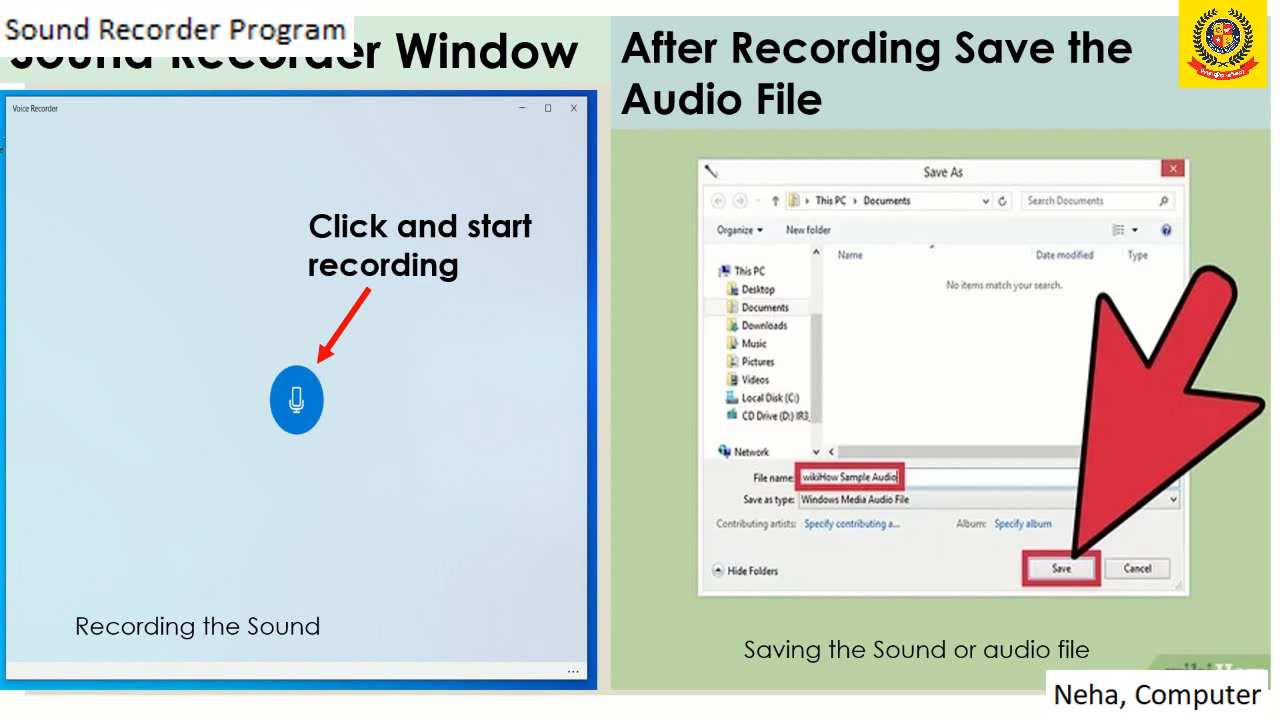 Sound Recorder Program
Sound Recorder Window
Voice Recorder
Click and start
recording
Recording the Sound
After Recording Save the
Audio File
Save As
This PC
Documents
Search Documents
Organize
New folder
Name
Date modified
Type
No items match your search.
This PC
Desktop
Documents
Downloads
Music
Pictures
Videos
Local Disk (C:)
CD Drive (D:) IR3
Network
File name: wikiHow Sample Audio
Save as type: Windows Media Audio File
Contributing artists: Specify contributing a...
Album: Specify album
Hide Folders
Save
Cancel
Saving the Sound or audio file
Neha, Computer